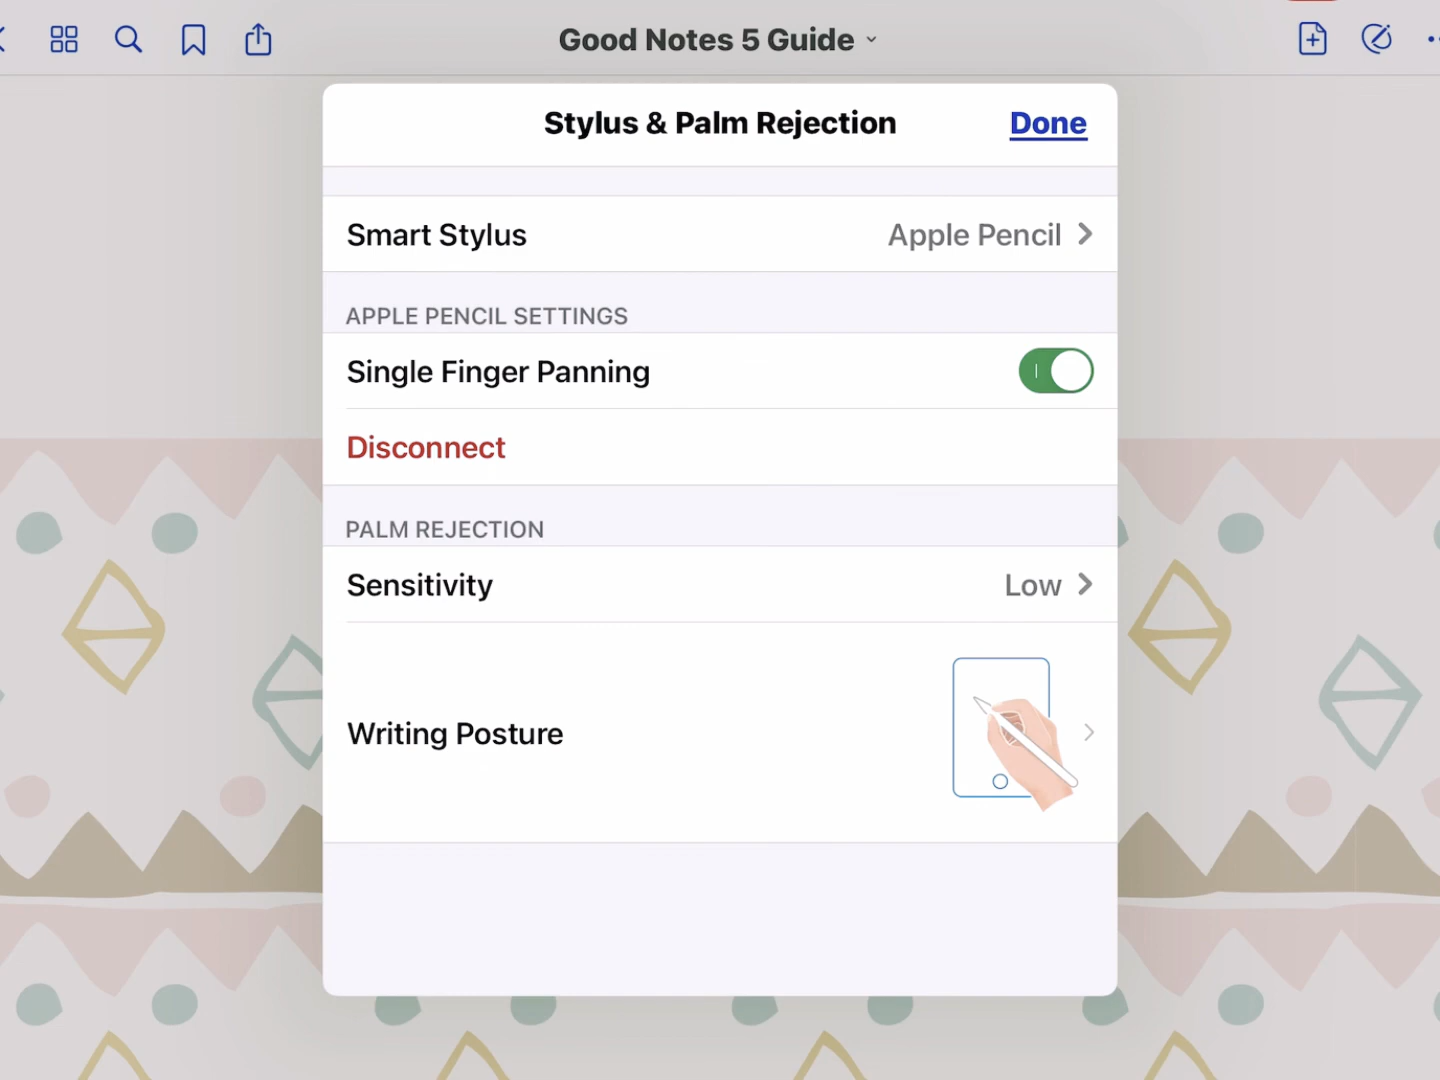 Good Notes 5 Guide
Stylus & Palm Rejection
Done
Smart Stylus
Apple Pencil
APPLE PENCIL SETTINGS
Single Finger Panning
Disconnect
PALM REJECTION
Sensitivity
Low
Writing Posture